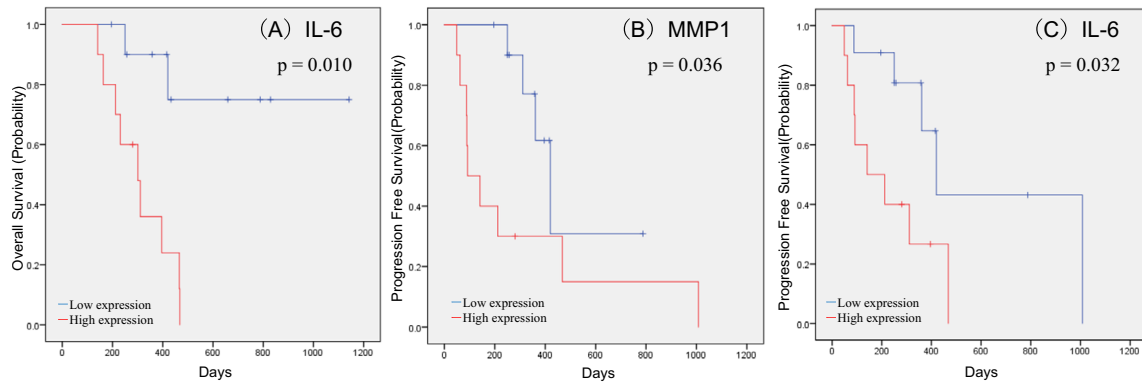 (A) IL-6
p = 0.010
Overall Survival (Probability)
1.0
0.8
0.6
0.4
0.2
0.0
Low expression
High expression
0 200 400 600 800 1000 1200
Days
(B) MMP1
p = 0.036
Progression Free Survival(Probability)
1.0
0.8
0.6
0.4
0.2
0.0
Low expression
High expression
0 200 400 600 800 1000 1200
Days
(C) IL-6
p = 0.032
Progression Free Survival(Probability)
1.0
0.8
0.6
0.4
0.2
0.0
Low expression
High expression
0 200 400 600 800 1000 1200
Days